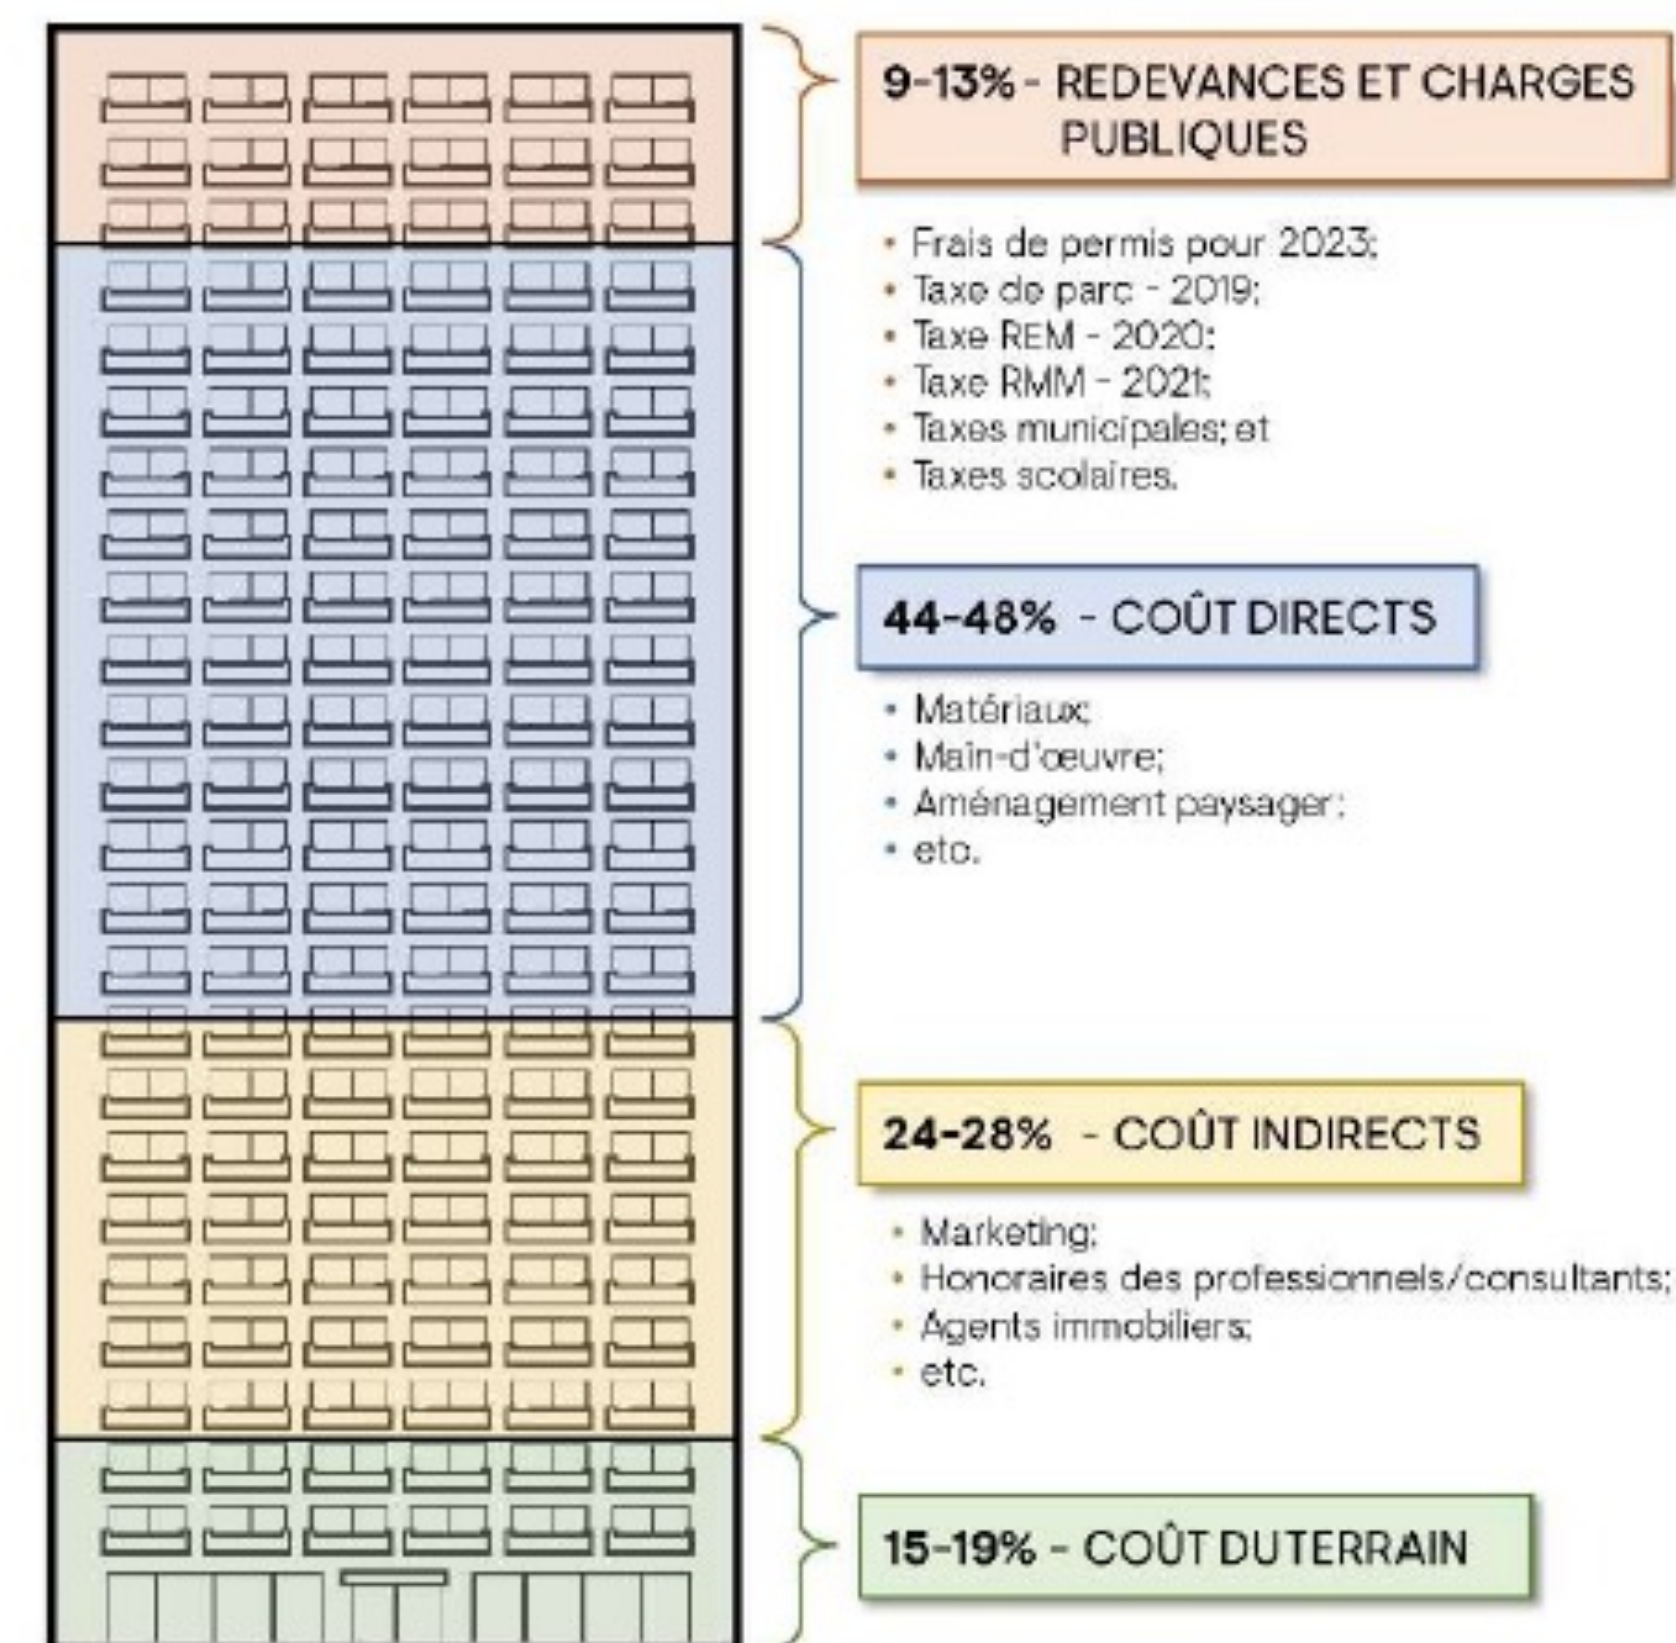 9-13% - REDEVANCES ET CHARGES
PUBLIQUES
• Frais de permis pour 2023;
• Taxe de parc - 2019;
• Taxe REM - 2020;
• Taxe RMM - 2021;
• Taxes municipales; et
• Taxes scolaires.
44-48% - COÛT DIRECTS
• Matériaux;
• Main-d'œuvre;
• Aménagement paysager;
• etc.
24-28% - COÛT INDIRECTS
• Marketing;
• Honoraires des professionnels/consultants;
• Agents immobiliers;
• etc.
15-19% - COÛT DU TERRAIN